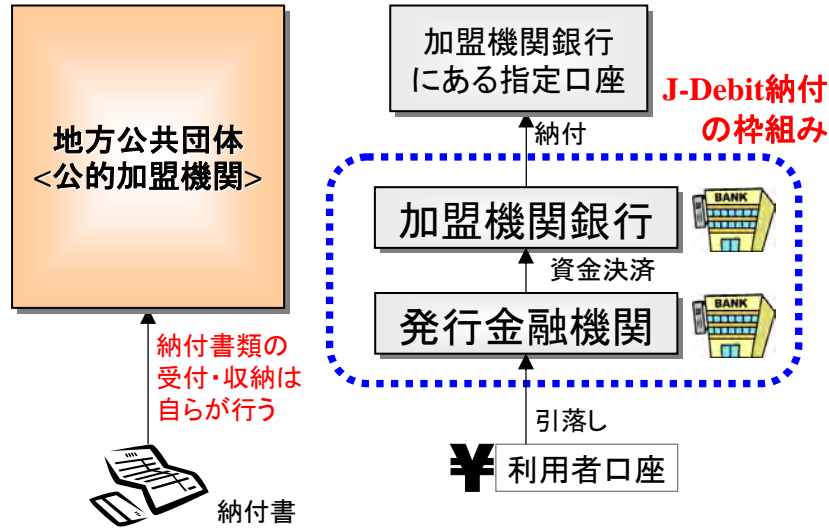 地方公共団体
<公的加盟機関>
納付書類の
受付・収納は
自らが行う
納付書
加盟機関銀行
にある指定口座
J-Debit納付
の枠組み
納付
加盟機関銀行
BANK
資金決済
発行金融機関
BANK
引落し
¥ 利用者口座